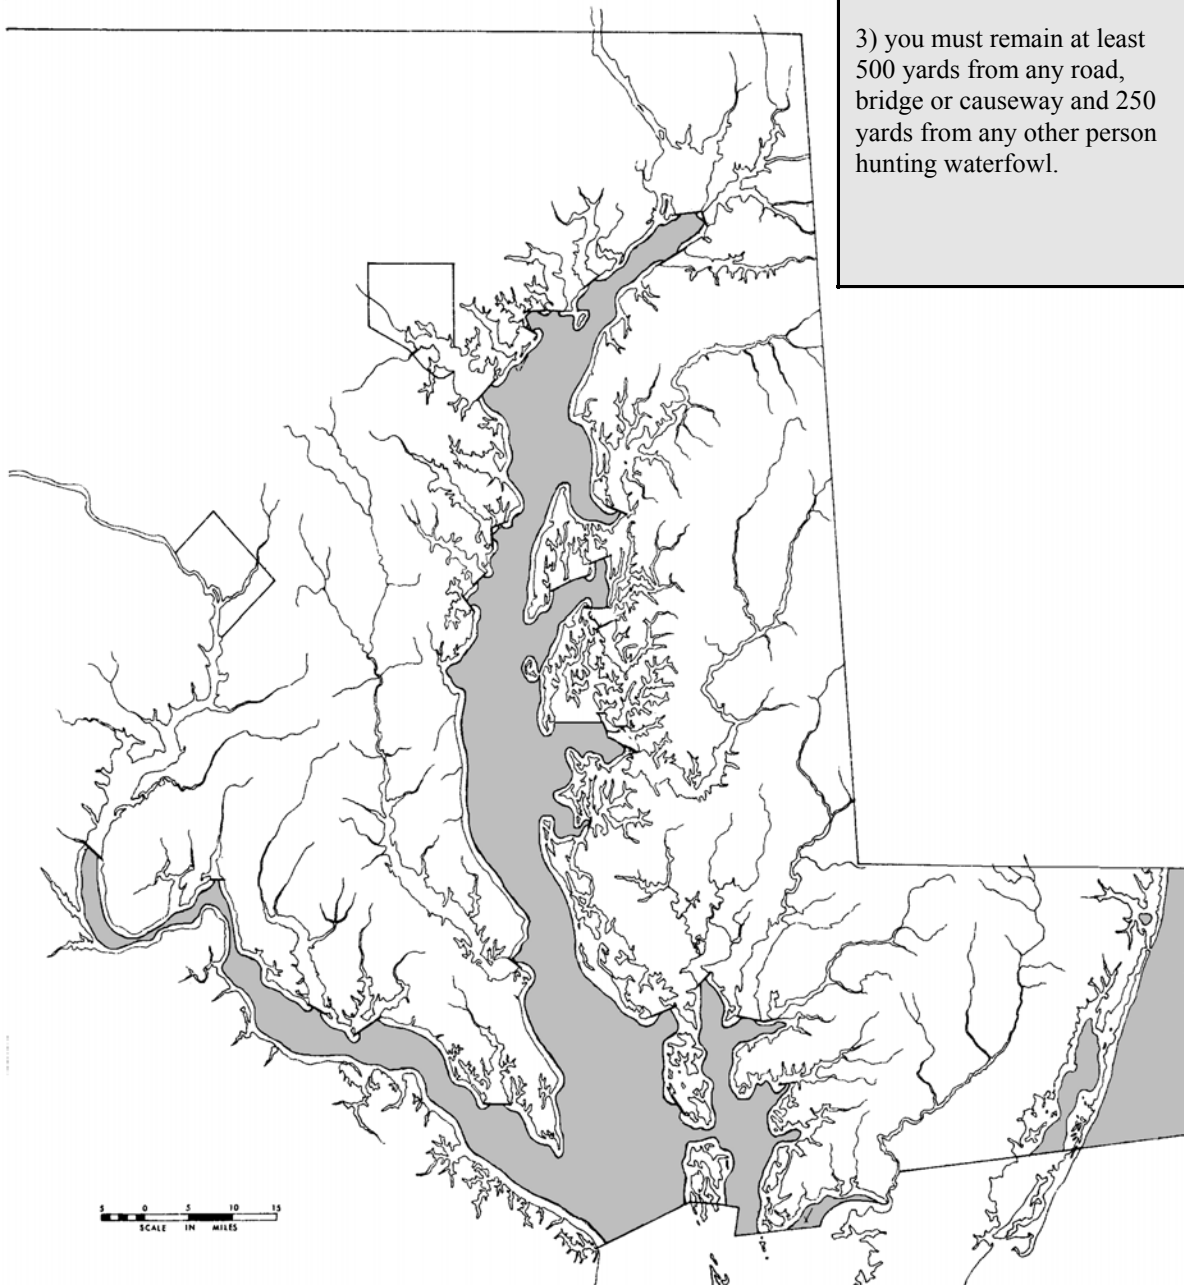 3) you must remain at least
500 yards from any road,
bridge or causeway and 250
yards from any other person
hunting waterfowl.
5 0 5 10 15
SCALE IN MILES